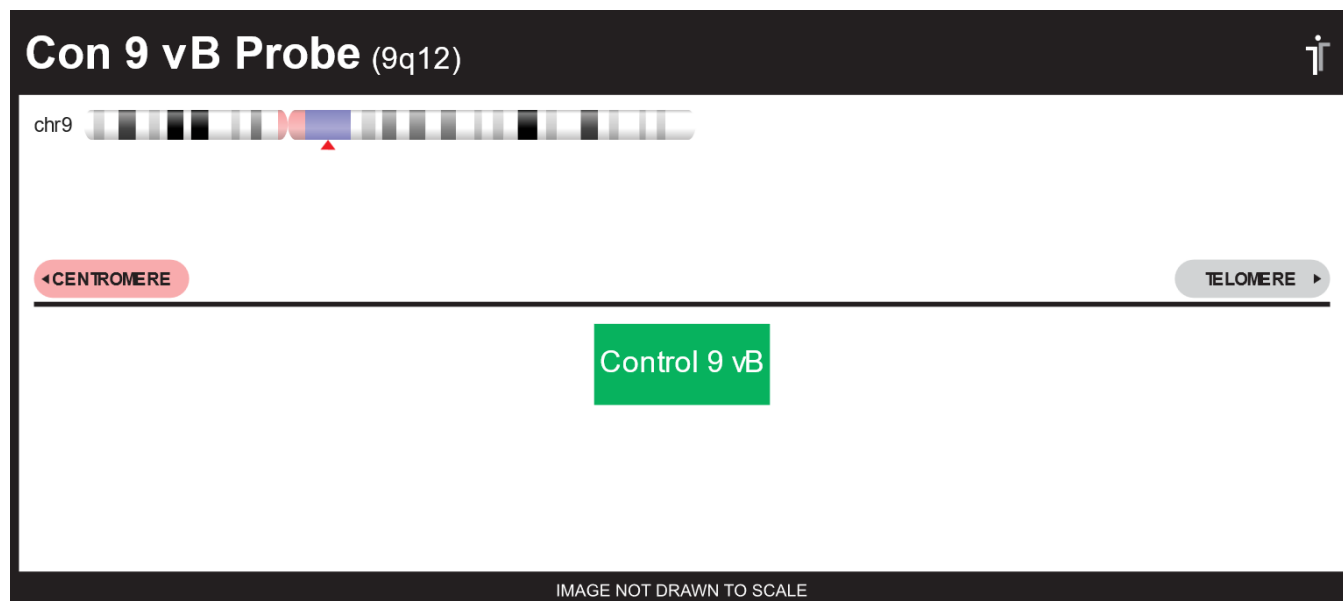 Con 9 vB Probe (9q12)
chr9
CENTROMERE
TELOMERE
Control 9 vB
IMAGE NOT DRAWN TO SCALE